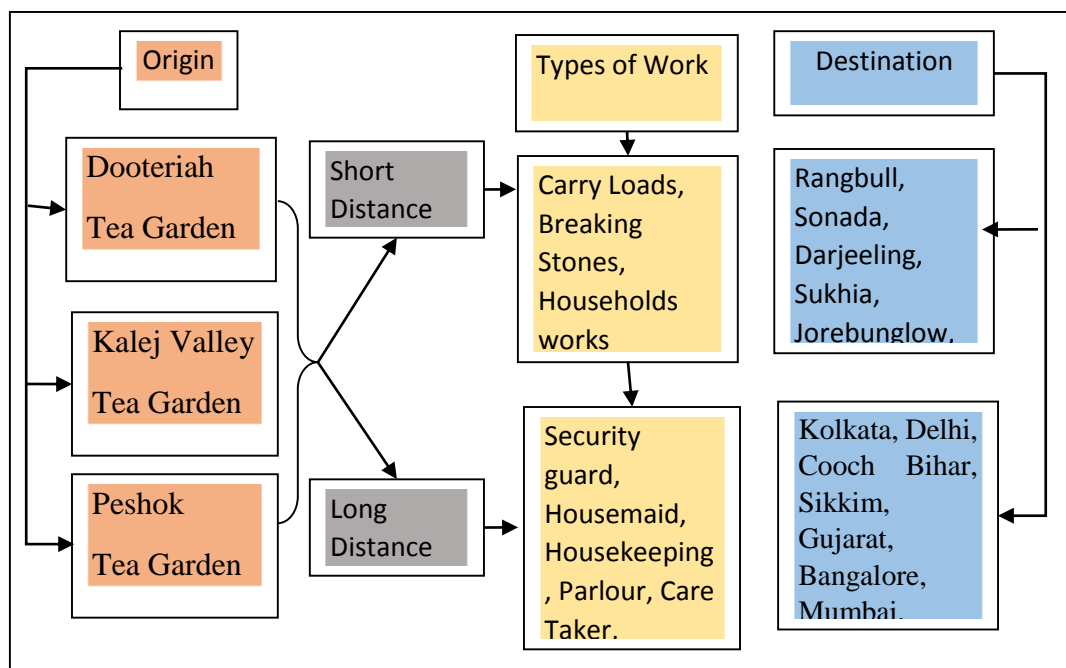 Origin
Types of Work
Destination
Dooteriah
Tea Garden
Short
Distance
Carry Loads,
Breaking
Stones,
Households
works
Rangbull,
Sonada,
Darjeeling,
Sukhia,
Jorebunglow,
Kalej Valley
Tea Garden
Peshok
Tea Garden
Long
Distance
Security
guard,
Housemaid,
Housekeeping
, Parlour, Care
Taker,
Kolkata, Delhi,
Cooch Bihar,
Sikkim,
Gujarat,
Bangalore,
Mumbai,